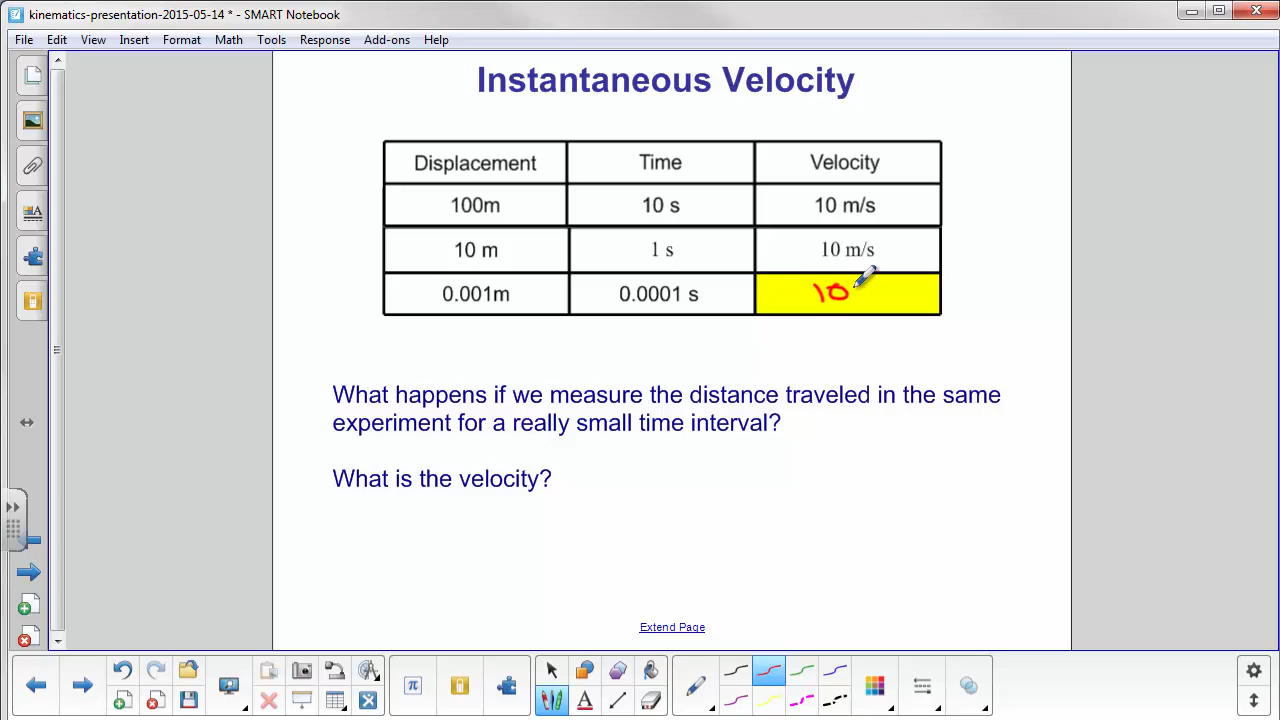 kinematics-presentation-2015-05-14 * - SMART Notebook
File Edit View Insert Format Math Tools Response Add-ons Help
Instantaneous Velocity
Displacement Time Velocity
100m 10 s 10 m/s
10 m 1 s 10 m/s
0.001m 0.0001 s 10
What happens if we measure the distance traveled in the same
experiment for a really small time interval?
What is the velocity?
Extend Page
π
A